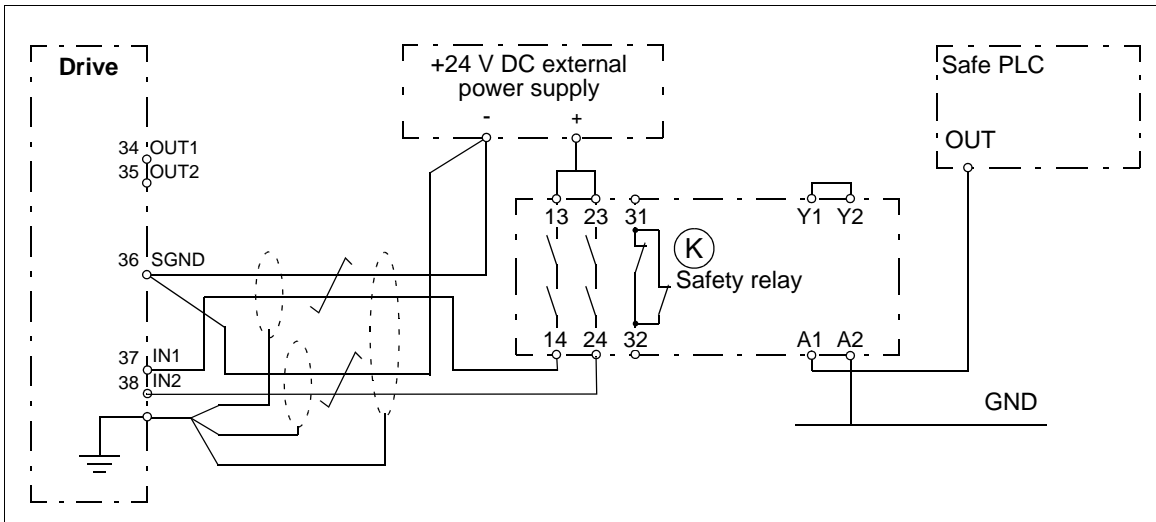 Drive
+24 V DC external
power supply
- +
Safe PLC
OUT
34 OUT1
35 OUT2
13 23 31
Y1 Y2
K
Safety relay
36 SGND
14 24 32
A1 A2
37 IN1
38 IN2
GND